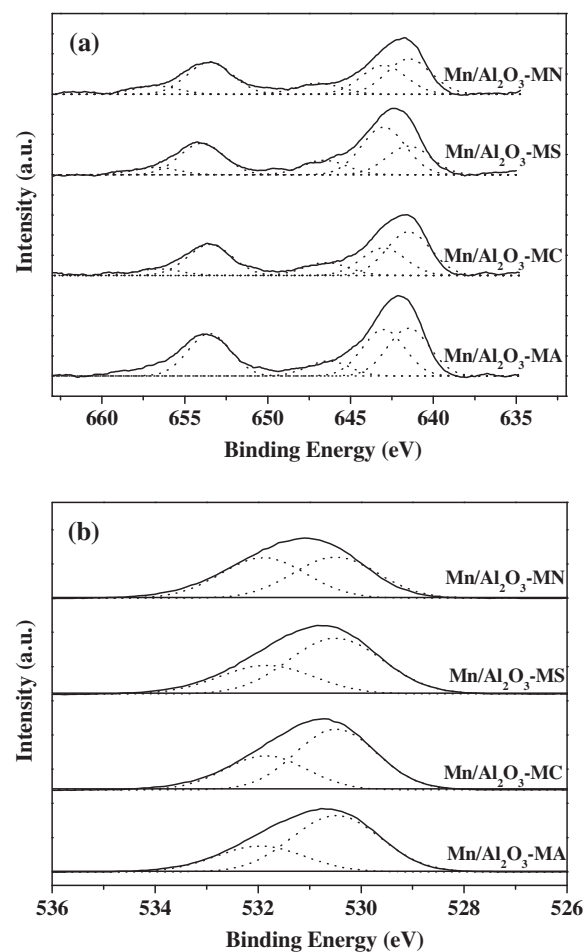 (a)
Mn/Al₂O₃-MN
Mn/Al₂O₃-MS
Mn/Al₂O₃-MC
Mn/Al₂O₃-MA
Intensity (a.u.)
660 655 650 645 640 635
Binding Energy (eV)
(b)
Mn/Al₂O₃-MN
Mn/Al₂O₃-MS
Mn/Al₂O₃-MC
Mn/Al₂O₃-MA
Intensity (a.u.)
536 534 532 530 528 526
Binding Energy (eV)